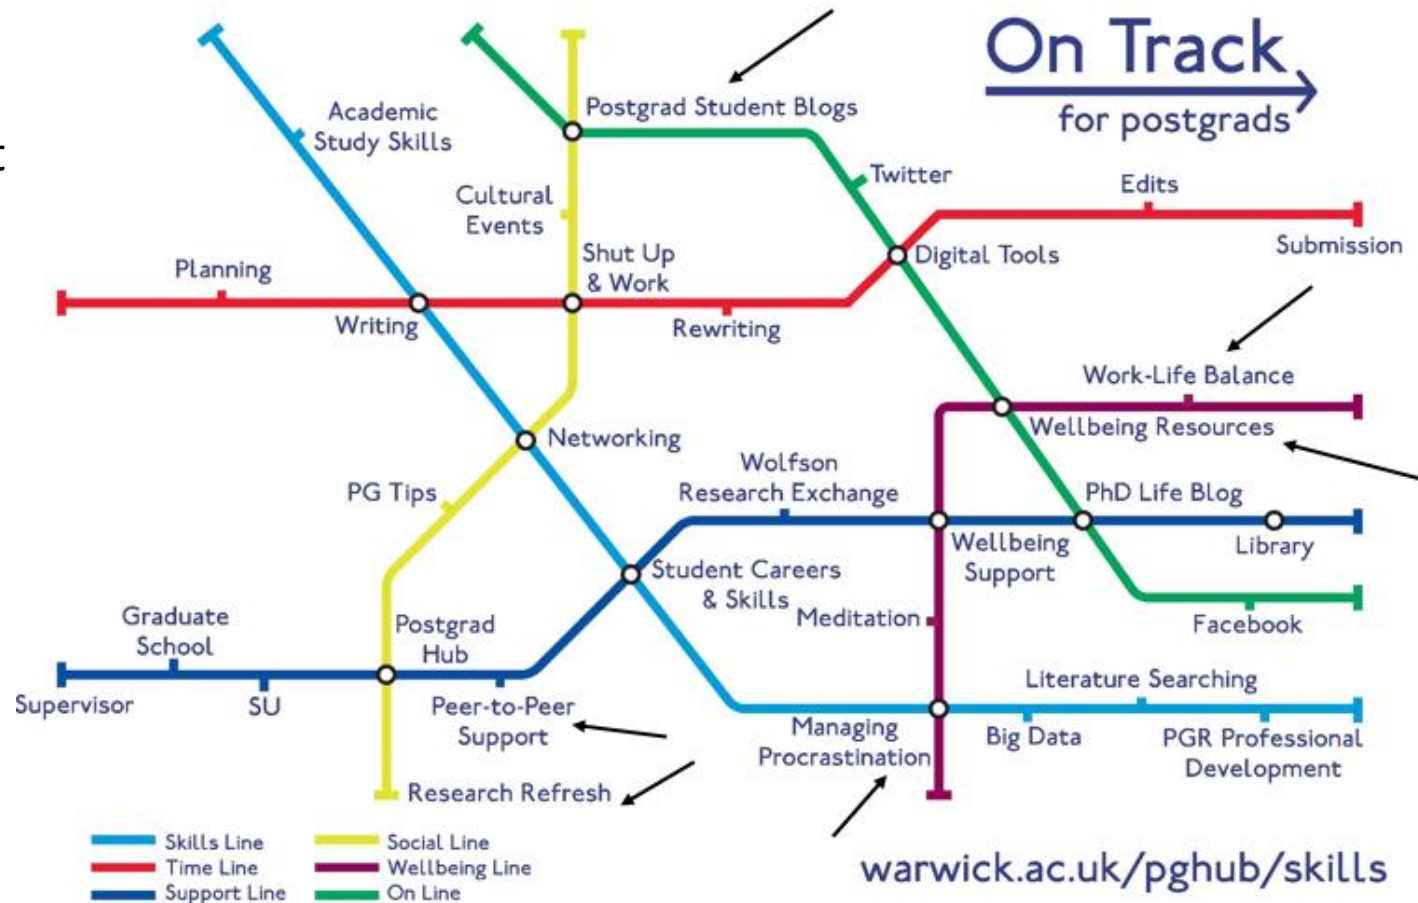 On Track
for postgrads
t
Academic
Study Skills
Postgrad Student Blogs
Twitter
Edits
Cultural
Events
Submission
Shut Up
& Work
Digital Tools
Planning
Writing
Rewriting
Work-Life Balance
Wellbeing Resources
Networking
Wolfson
Research Exchange
PG Tips
PhD Life Blog
Library
Wellbeing
Support
Student Careers
& Skills
Meditation
Facebook
Graduate
School
Postgrad
Hub
Supervisor
SU
Peer-to-Peer
Support
Literature Searching
Managing
Procrastination
Big Data
PGR Professional
Development
Research Refresh
Skills Line
Time Line
Support Line
Social Line
Wellbeing Line
On Line
warwick.ac.uk/pghub/skills